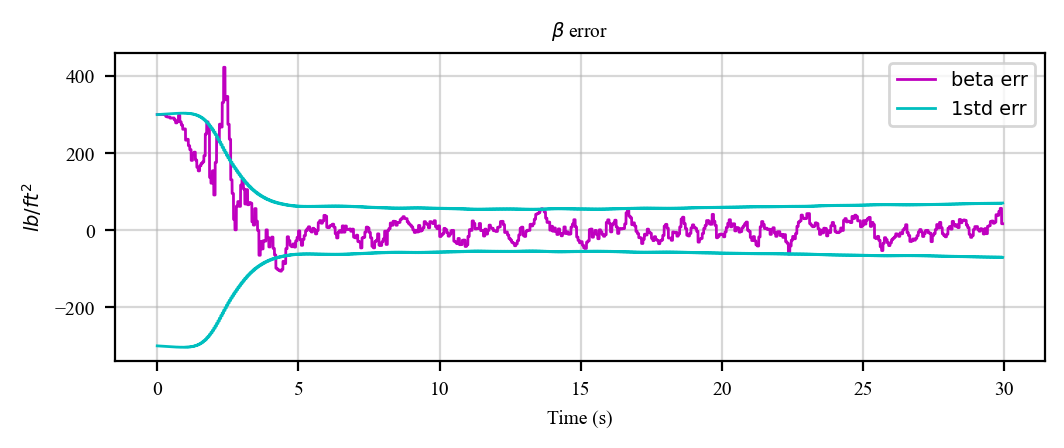 β error
beta err
1std err
400
200
0
−200
lb/ft²
0 5 10 15 20 25 30
Time (s)